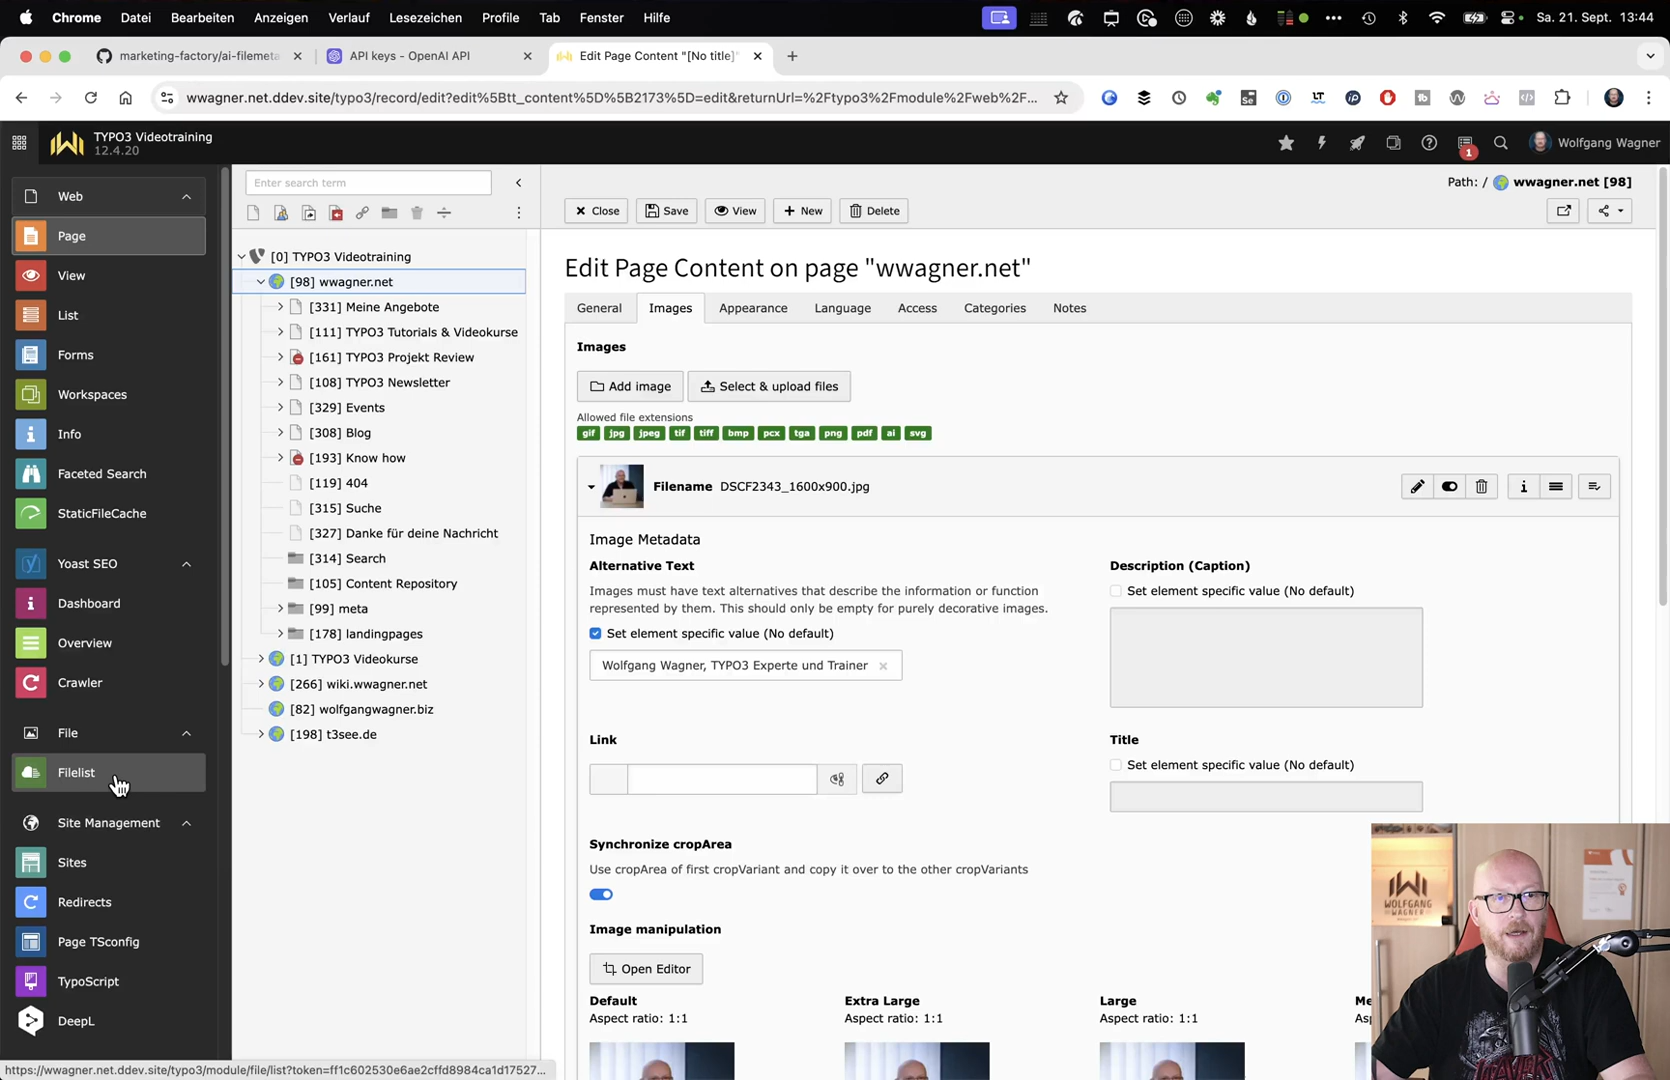 Chrome Datei Bearbeiten Anzeigen Verlauf Lesezeichen Profile Tab Fenster Hilfe Sa. 21. Sept. 13:44
marketing-factory/ai-filemeta API keys - OpenAI API Edit Page Content "[No title]"
wwagner.net.ddev.site/typo3/record/edit?edit%5Btt_content%5D%5B2173%5D=edit&returnUrl=%2Ftypo3%2Fmodule%2Fweb%2F...
TYPO3 Videotraining
12.4.20
1
Wolfgang Wagner
Web
Page
View
List
Forms
Workspaces
Info
Faceted Search
StaticFileCache
Yoast SEO
Dashboard
Overview
Crawler
File
Filelist
Site Management
Sites
Redirects
Page TSconfig
TypoScript
DeepL
https://wwagner.net.ddev.site/typo3/module/file/list?token=ff1c602530e6ae2cffd8984ca1d17527...
Enter search term
[0] TYPO3 Videotraining
[98] wwagner.net
[331] Meine Angebote
[111] TYPO3 Tutorials & Videokurse
[161] TYPO3 Projekt Review
[108] TYPO3 Newsletter
[329] Events
[308] Blog
[193] Know how
[119] 404
[315] Suche
[327] Danke für deine Nachricht
[314] Search
[105] Content Repository
[99] meta
[178] landingpages
[1] TYPO3 Videokurse
[266] wiki.wwagner.net
[82] wolfgangwagner.biz
[198] t3see.de
Path: / wwagner.net [98]
Close Save View New Delete
Edit Page Content on page "wwagner.net"
General Images Appearance Language Access Categories Notes
Images
Add image Select & upload files
Allowed file extensions
gif jpg jpeg tif tiff bmp pcx tga png pdf ai svg
Filename DSCF2343_1600x900.jpg
Image Metadata
Alternative Text
Images must have text alternatives that describe the information or function
represented by them. This should only be empty for purely decorative images.
Set element specific value (No default)
Wolfgang Wagner, TYPO3 Experte und Trainer
Description (Caption)
Set element specific value (No default)
Link
Title
Set element specific value (No default)
Synchronize cropArea
Use cropArea of first cropVariant and copy it over to the other cropVariants
Image manipulation
Open Editor
Default Extra Large Large Me
Aspect ratio: 1:1 Aspect ratio: 1:1 Aspect ratio: 1:1 As
WOLFGANG
WAGNER